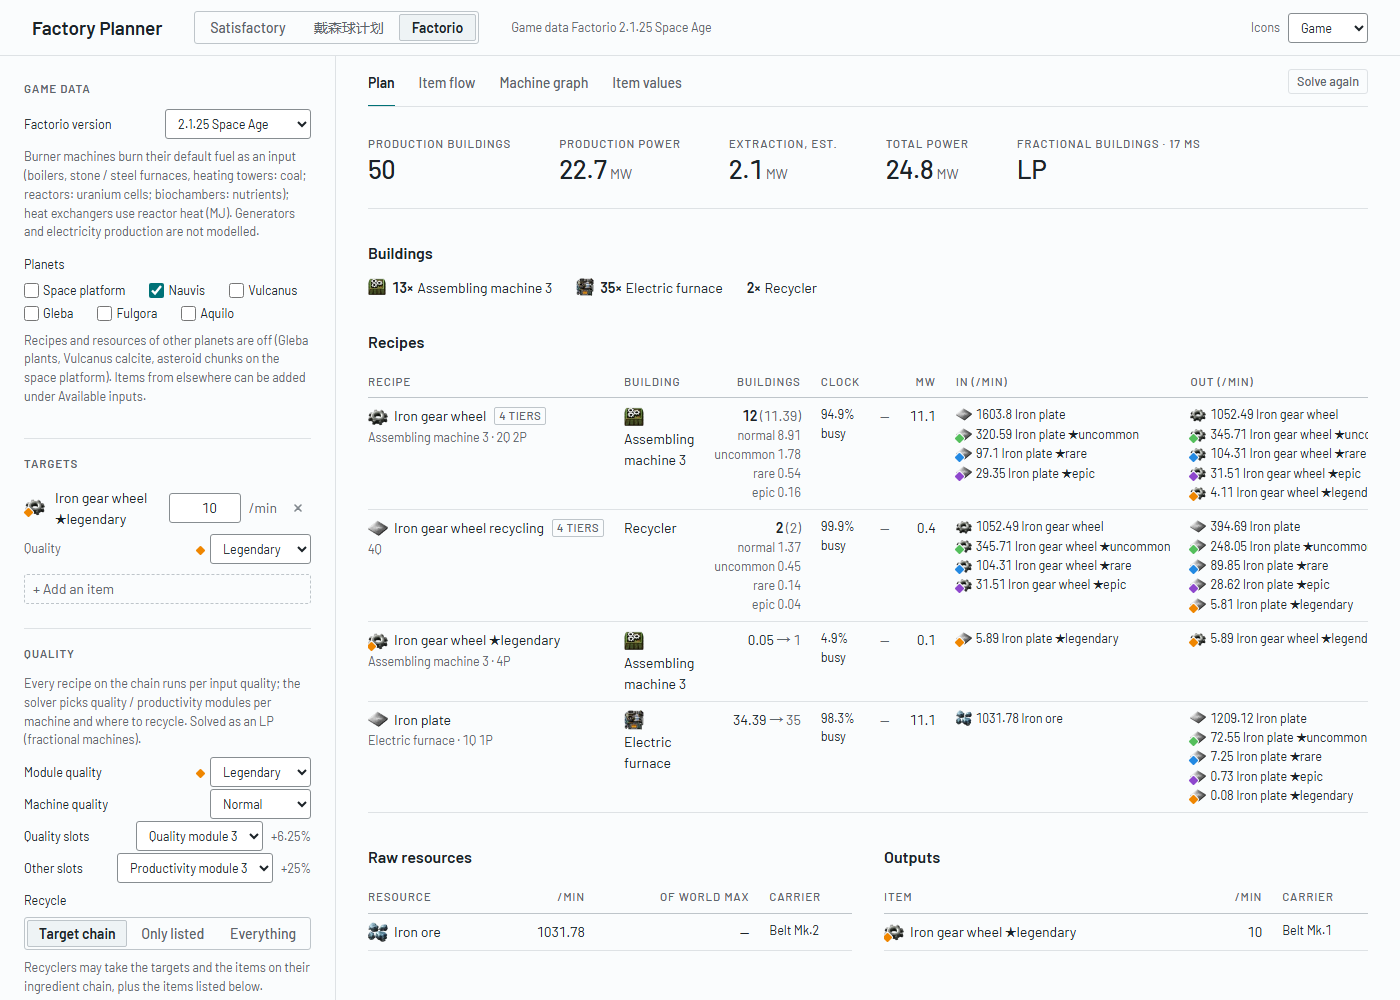 Factory Planner
Satisfactory
戴森球计划
Factorio
Game data Factorio 2.1.25 Space Age
Icons
Game
GAME DATA
Factorio version
2.1.25 Space Age
Burner machines burn their default fuel as an input
(boilers, stone / steel furnaces, heating towers: coal;
reactors: uranium cells; biochambers: nutrients);
heat exchangers use reactor heat (MJ). Generators
and electricity production are not modelled.
Planets
Space platform
Nauvis
Vulcanus
Gleba
Fulgora
Aquilo
Recipes and resources of other planets are off (Gleba
plants, Vulcanus calcite, asteroid chunks on the
space platform). Items from elsewhere can be added
under Available inputs.
TARGETS
Iron gear wheel
★legendary
10
/min
×
Quality
Legendary
+ Add an item
QUALITY
Every recipe on the chain runs per input quality; the
solver picks quality / productivity modules per
machine and where to recycle. Solved as an LP
(fractional machines).
Module quality
Legendary
Machine quality
Normal
Quality slots
Quality module 3
+6.25%
Other slots
Productivity module 3
+25%
Recycle
Target chain
Only listed
Everything
Recyclers may take the targets and the items on their
ingredient chain, plus the items listed below.
Plan
Item flow
Machine graph
Item values
Solve again
PRODUCTION BUILDINGS
50
PRODUCTION POWER
22.7 MW
EXTRACTION, EST.
2.1 MW
TOTAL POWER
24.8 MW
FRACTIONAL BUILDINGS · 17 MS
LP
Buildings
13× Assembling machine 3
35× Electric furnace
2× Recycler
Recipes
RECIPE BUILDING BUILDINGS CLOCK MW IN (/MIN) OUT (/MIN)
Iron gear wheel 4 TIERS
Assembling machine 3 · 2Q 2P
Assembling
machine 3
12 (11.39)
normal 8.91
uncommon 1.78
rare 0.54
epic 0.16
94.9%
busy
—
11.1
1603.8 Iron plate
320.59 Iron plate ★uncommon
97.1 Iron plate ★rare
29.35 Iron plate ★epic
1052.49 Iron gear wheel
345.71 Iron gear wheel ★unco
104.31 Iron gear wheel ★rare
31.51 Iron gear wheel ★epic
4.11 Iron gear wheel ★legend
Iron gear wheel recycling 4 TIERS
4Q
Recycler
2 (2)
normal 1.37
uncommon 0.45
rare 0.14
epic 0.04
99.9%
busy
—
0.4
1052.49 Iron gear wheel
345.71 Iron gear wheel ★uncommon
104.31 Iron gear wheel ★rare
31.51 Iron gear wheel ★epic
394.69 Iron plate
248.05 Iron plate ★uncommo
89.85 Iron plate ★rare
28.62 Iron plate ★epic
5.81 Iron plate ★legendary
Iron gear wheel ★legendary
Assembling machine 3 · 4P
Assembling
machine 3
0.05 → 1
4.9%
busy
—
0.1
5.89 Iron plate ★legendary
5.89 Iron gear wheel ★legend
Iron plate
Electric furnace · 1Q 1P
Electric
furnace
34.39 → 35
98.3%
busy
—
11.1
1031.78 Iron ore
1209.12 Iron plate
72.55 Iron plate ★uncommon
7.25 Iron plate ★rare
0.73 Iron plate ★epic
0.08 Iron plate ★legendary
Raw resources
RESOURCE /MIN OF WORLD MAX CARRIER
Iron ore 1031.78 — Belt Mk.2
Outputs
ITEM /MIN CARRIER
Iron gear wheel ★legendary 10 Belt Mk.1